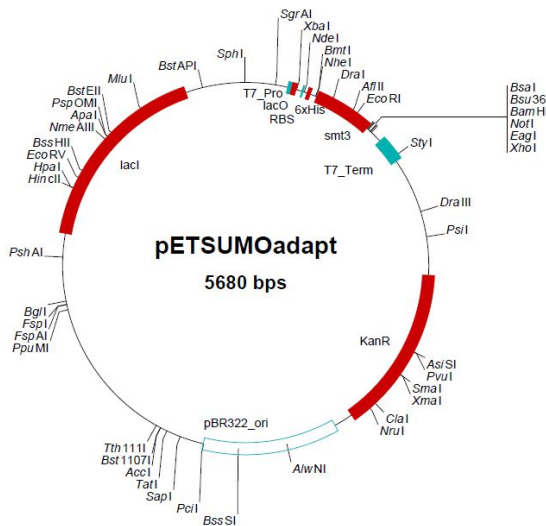 SgrAI
XbaI
NdeI
BmtI
NheI
DraI
AflII
EcoRI
SphI
BstAPI
MluI
BstEII
PspOMI
ApaI
NmeAIII
BssHII
EcoRV
HpaI
HincII
lacI
T7_Pro
lacO
RBS
6xHis
smt3
BsaI
Bsu36
BamH
NotI
EagI
XhoI
StyI
T7_Term
DraIII
PsiI
PshAI
pETSUMOadapt
5680 bps
BglI
FspI
FspAI
PpuMI
KanR
AsiSI
PvuI
SmaI
XmaI
ClaI
NruI
pBR322_ori
AlwNI
Tth111I
Bst1107I
AccI
TatI
SapI
PciI
BssSI